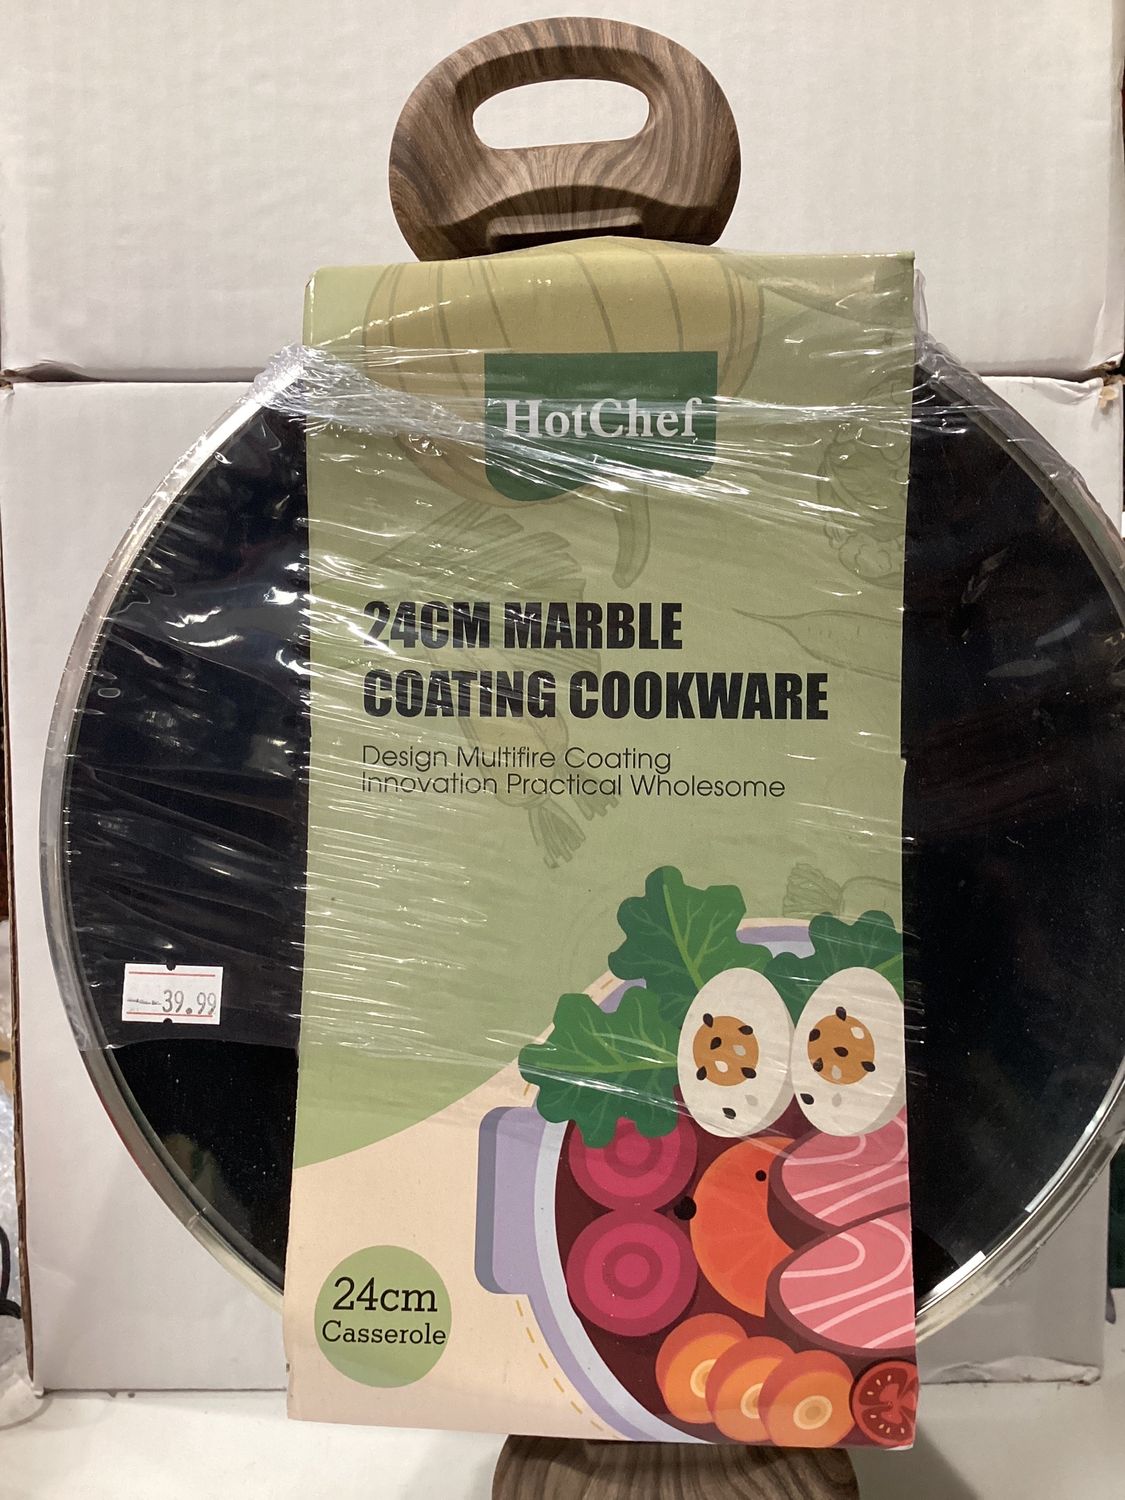 HotChef
24CM MARBLE
COATING COOKWARE
Design Multifire Coating
Innovation Practical Wholesome
39.99
24cm
Casserole